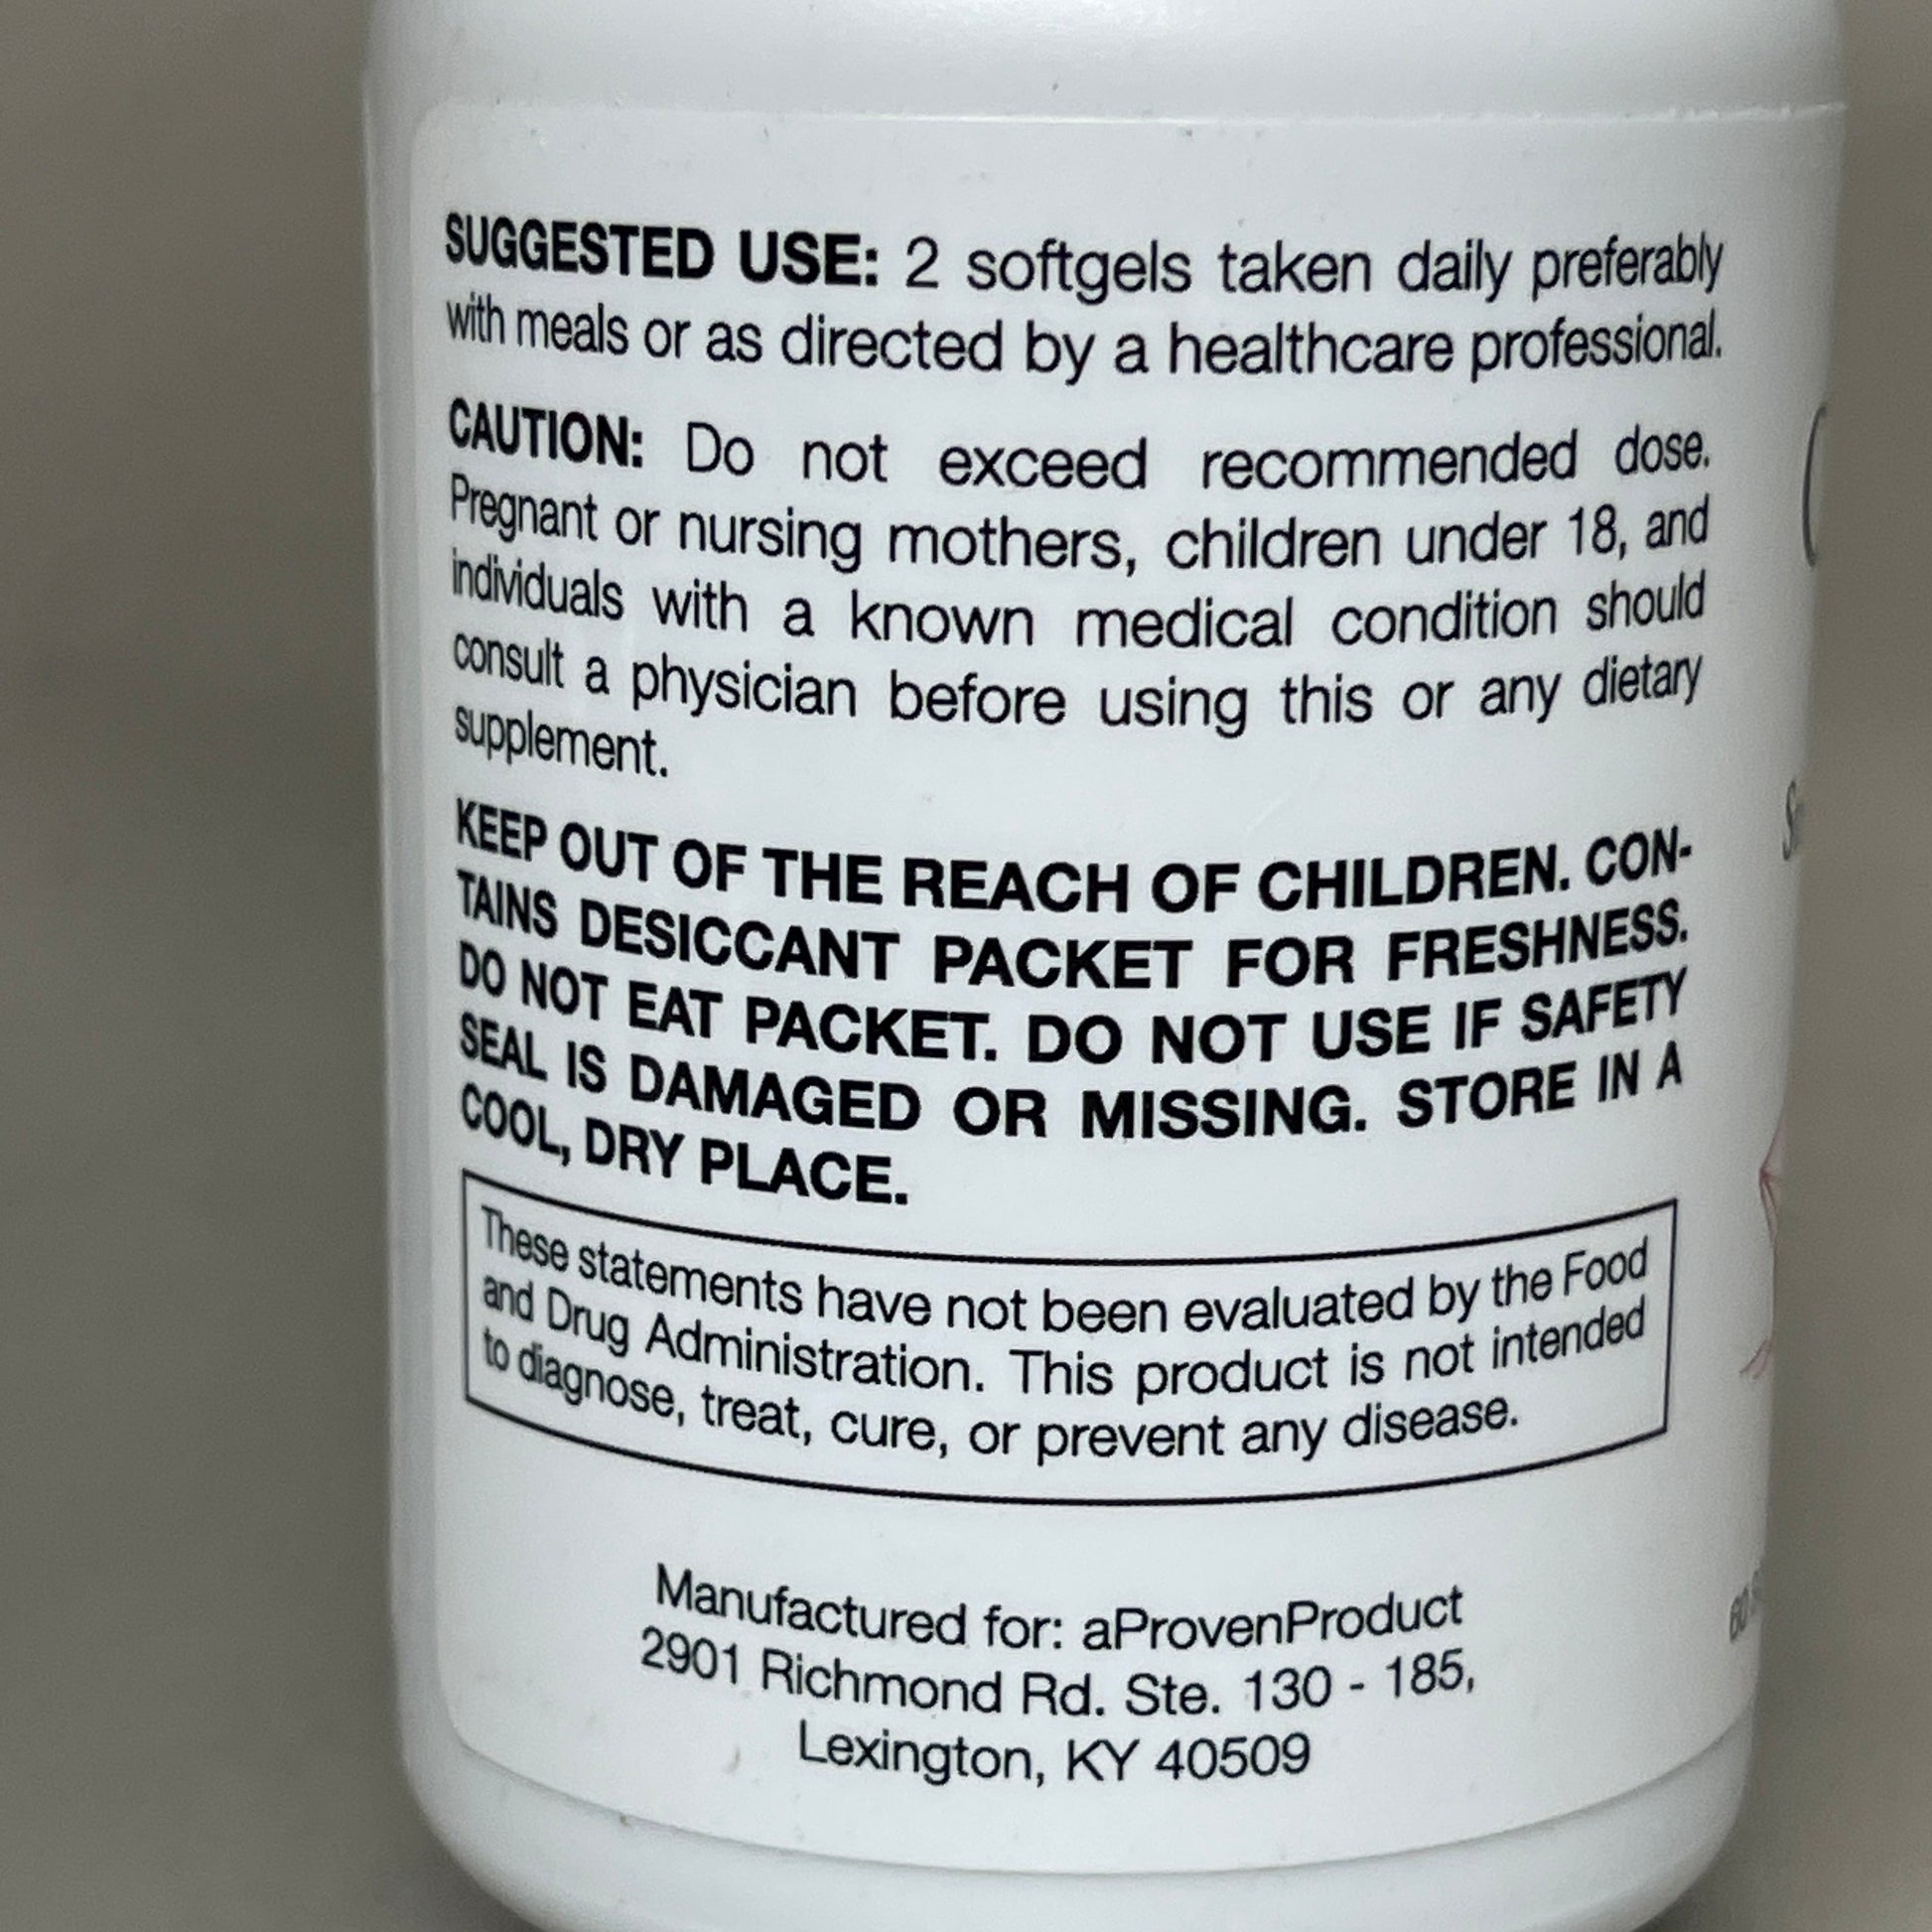 SUGGESTED USE: 2 softgels taken daily preferably
with meals or as directed by a healthcare professional.
CAUTION: Do not exceed recommended dose.
Pregnant or nursing mothers, children under 18, and
individuals with a known medical condition should
consult a physician before using this or any dietary
supplement.
KEEP OUT OF THE REACH OF CHILDREN. CON-
TAINS DESICCANT PACKET FOR FRESHNESS.
DO NOT EAT PACKET. DO NOT USE IF SAFETY
SEAL IS DAMAGED OR MISSING. STORE IN A
COOL, DRY PLACE.
These statements have not been evaluated by the Food
and Drug Administration. This product is not intended
to diagnose, treat, cure, or prevent any disease.
Manufactured for: aProvenProduct
2901 Richmond Rd. Ste. 130 - 185,
Lexington, KY 40509
60